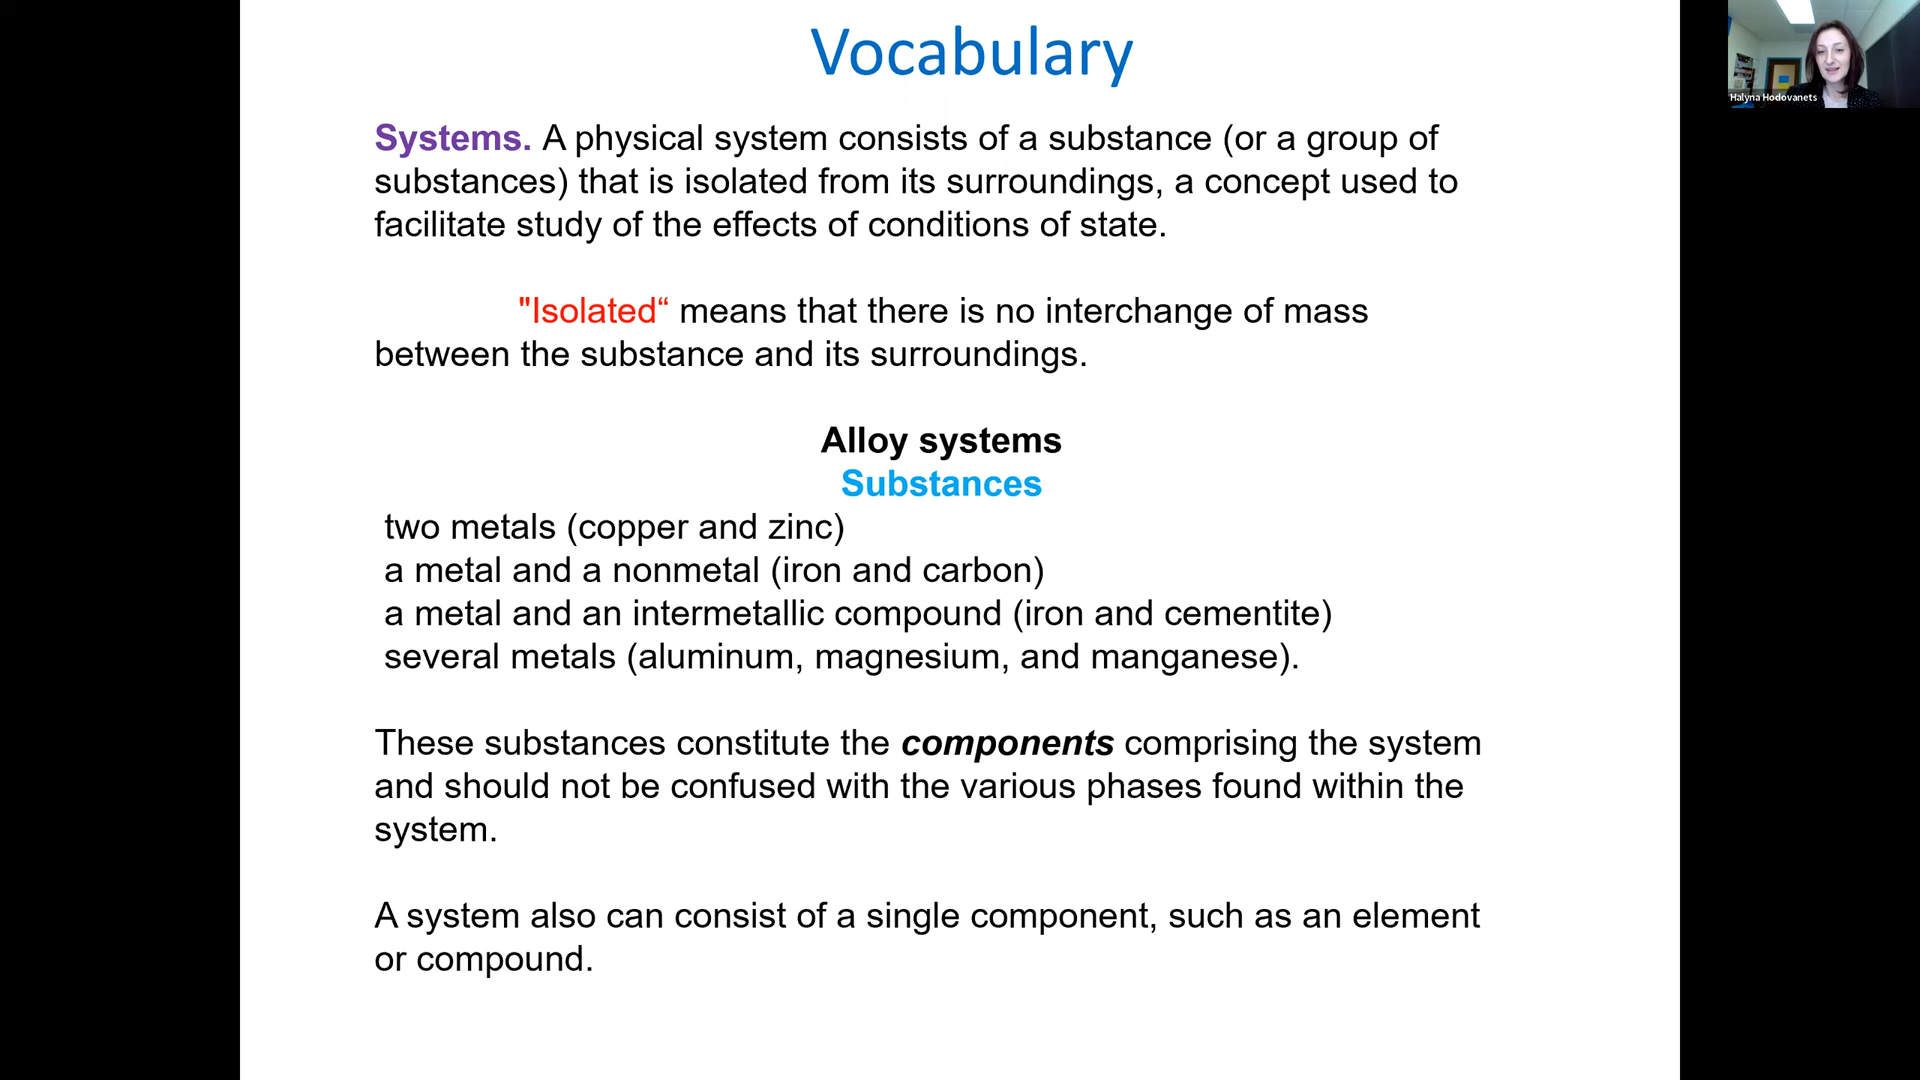 Vocabulary
Systems. A physical system consists of a substance (or a group of
substances) that is isolated from its surroundings, a concept used to
facilitate study of the effects of conditions of state.
"Isolated“ means that there is no interchange of mass
between the substance and its surroundings.
Alloy systems
Substances
two metals (copper and zinc)
a metal and a nonmetal (iron and carbon)
a metal and an intermetallic compound (iron and cementite)
several metals (aluminum, magnesium, and manganese).
These substances constitute the components comprising the system
and should not be confused with the various phases found within the
system.
A system also can consist of a single component, such as an element
or compound.
Halyna Hodovanets